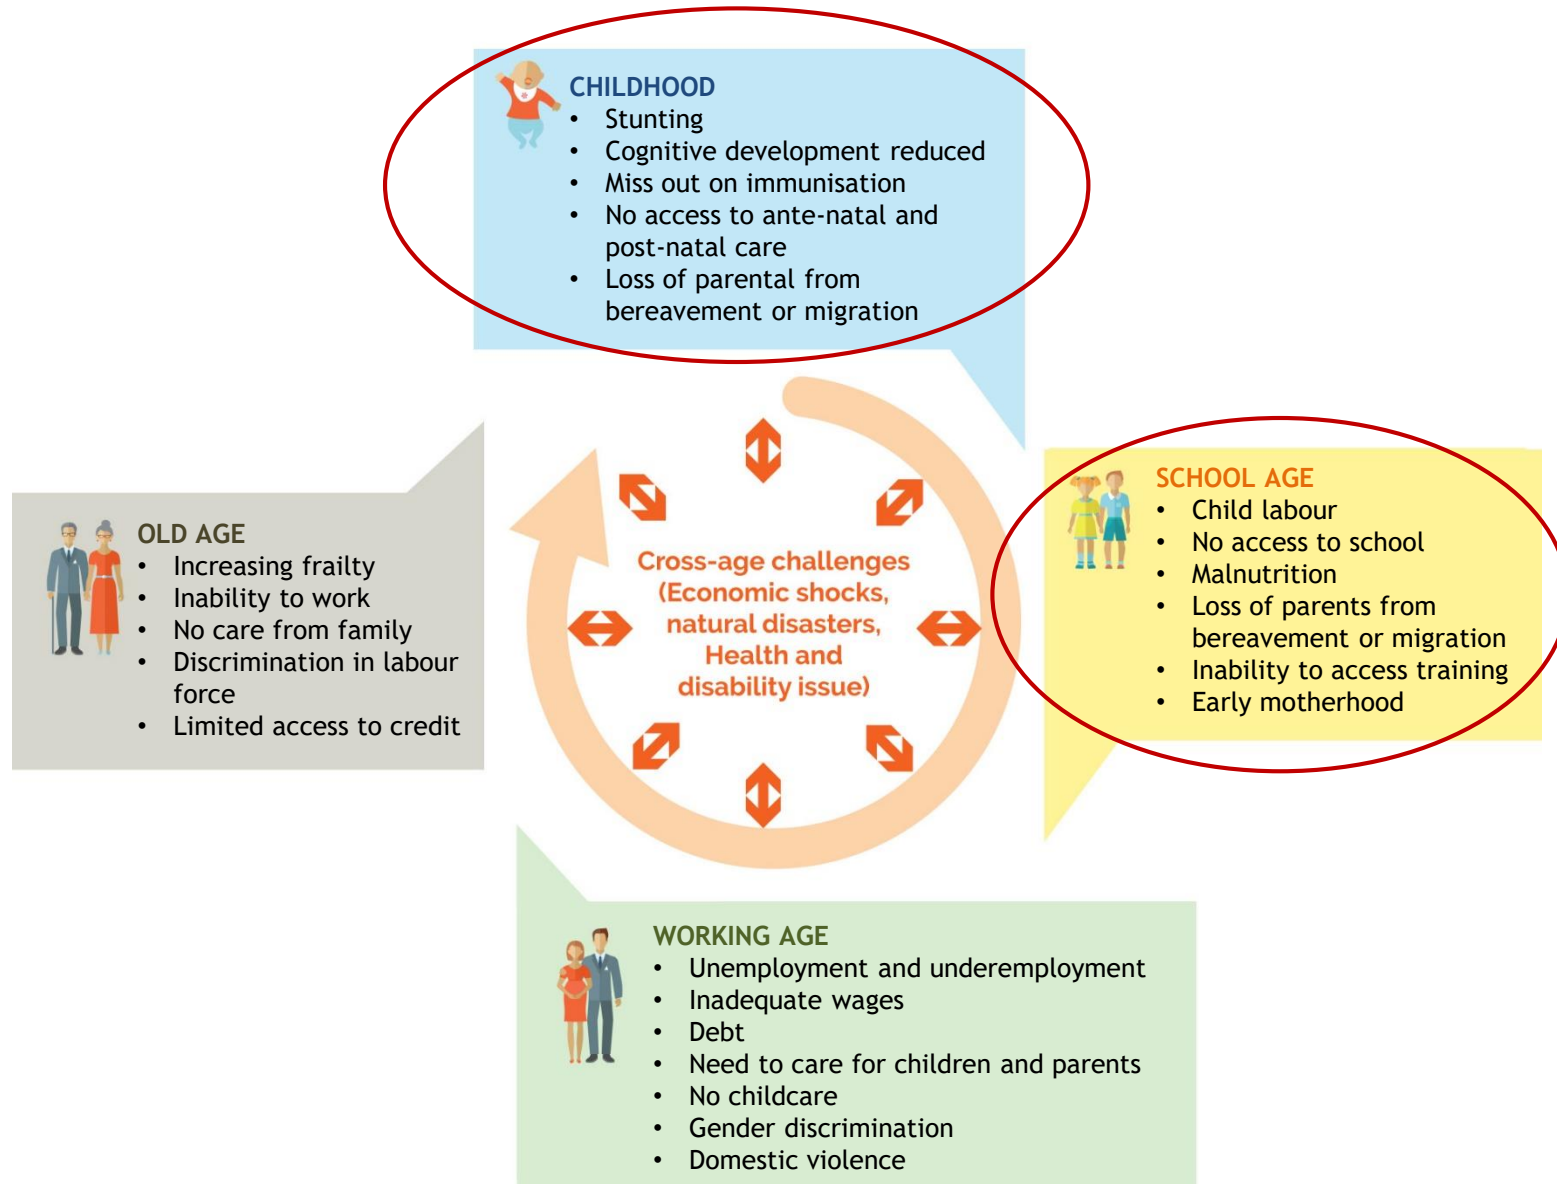 CHILDHOOD
• Stunting
• Cognitive development reduced
• Miss out on immunisation
• No access to ante-natal and
post-natal care
• Loss of parental from
bereavement or migration
SCHOOL AGE
• Child labour
• No access to school
• Malnutrition
• Loss of parents from
bereavement or migration
• Inability to access training
• Early motherhood
Cross-age challenges
(Economic shocks,
natural disasters,
Health and
disability issue)
OLD AGE
• Increasing frailty
• Inability to work
• No care from family
• Discrimination in labour
force
• Limited access to credit
WORKING AGE
• Unemployment and underemployment
• Inadequate wages
• Debt
• Need to care for children and parents
• No childcare
• Gender discrimination
• Domestic violence